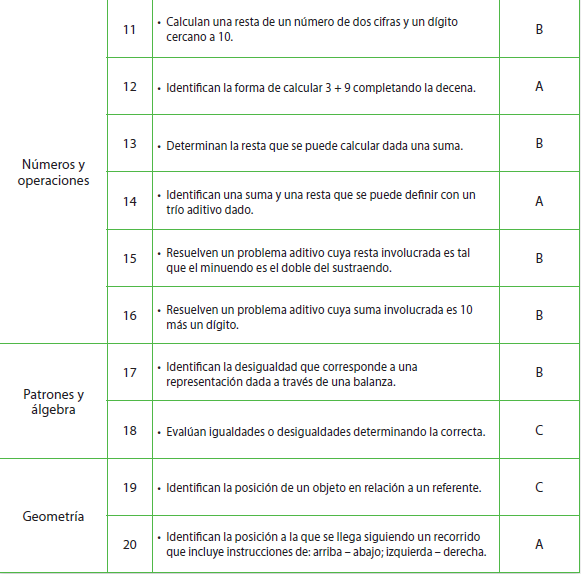 Números y
operaciones
11
• Calculan una resta de un número de dos cifras y un dígito
cercano a 10.
B
12
• Identifican la forma de calcular 3 + 9 completando la decena.
A
13
• Determinan la resta que se puede calcular dada una suma.
B
14
• Identifican una suma y una resta que se puede definir con un
trío aditivo dado.
A
15
• Resuelven un problema aditivo cuya resta involucrada es tal
que el minuendo es el doble del sustraendo.
B
16
• Resuelven un problema aditivo cuya suma involucrada es 10
más un dígito.
B
Patrones y
álgebra
17
• Identifican la desigualdad que corresponde a una
representación dada a través de una balanza.
B
18
• Evalúan igualdades o desigualdades determinando la correcta.
C
Geometría
19
• Identifican la posición de un objeto en relación a un referente.
C
20
• Identifican la posición a la que se llega siguiendo un recorrido
que incluye instrucciones de: arriba – abajo; izquierda – derecha.
A